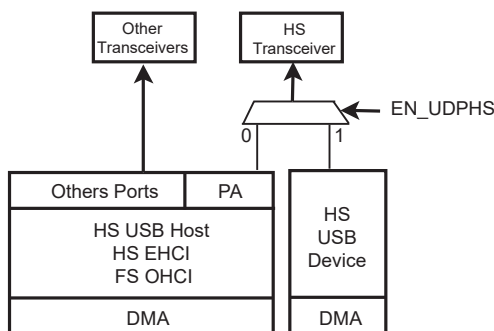 Other
Transceivers
HS
Transceiver
EN_UDPHS
0
1
Others Ports
PA
HS USB Host
HS EHCI
FS OHCI
DMA
HS
USB
Device
DMA